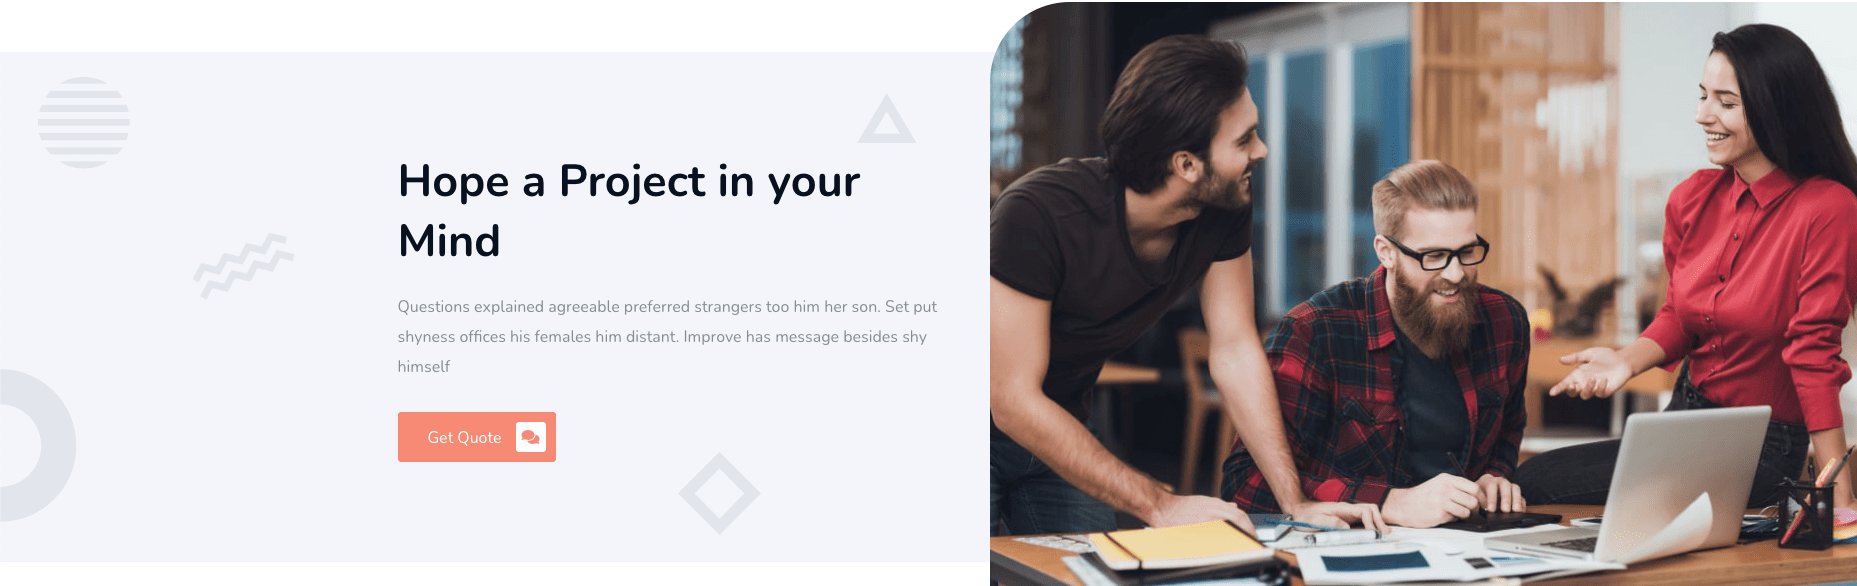 Hope a Project in your
Mind
Questions explained agreeable preferred strangers too him her son. Set put
shyness offices his females him distant. Improve has message besides shy
himself
Get Quote